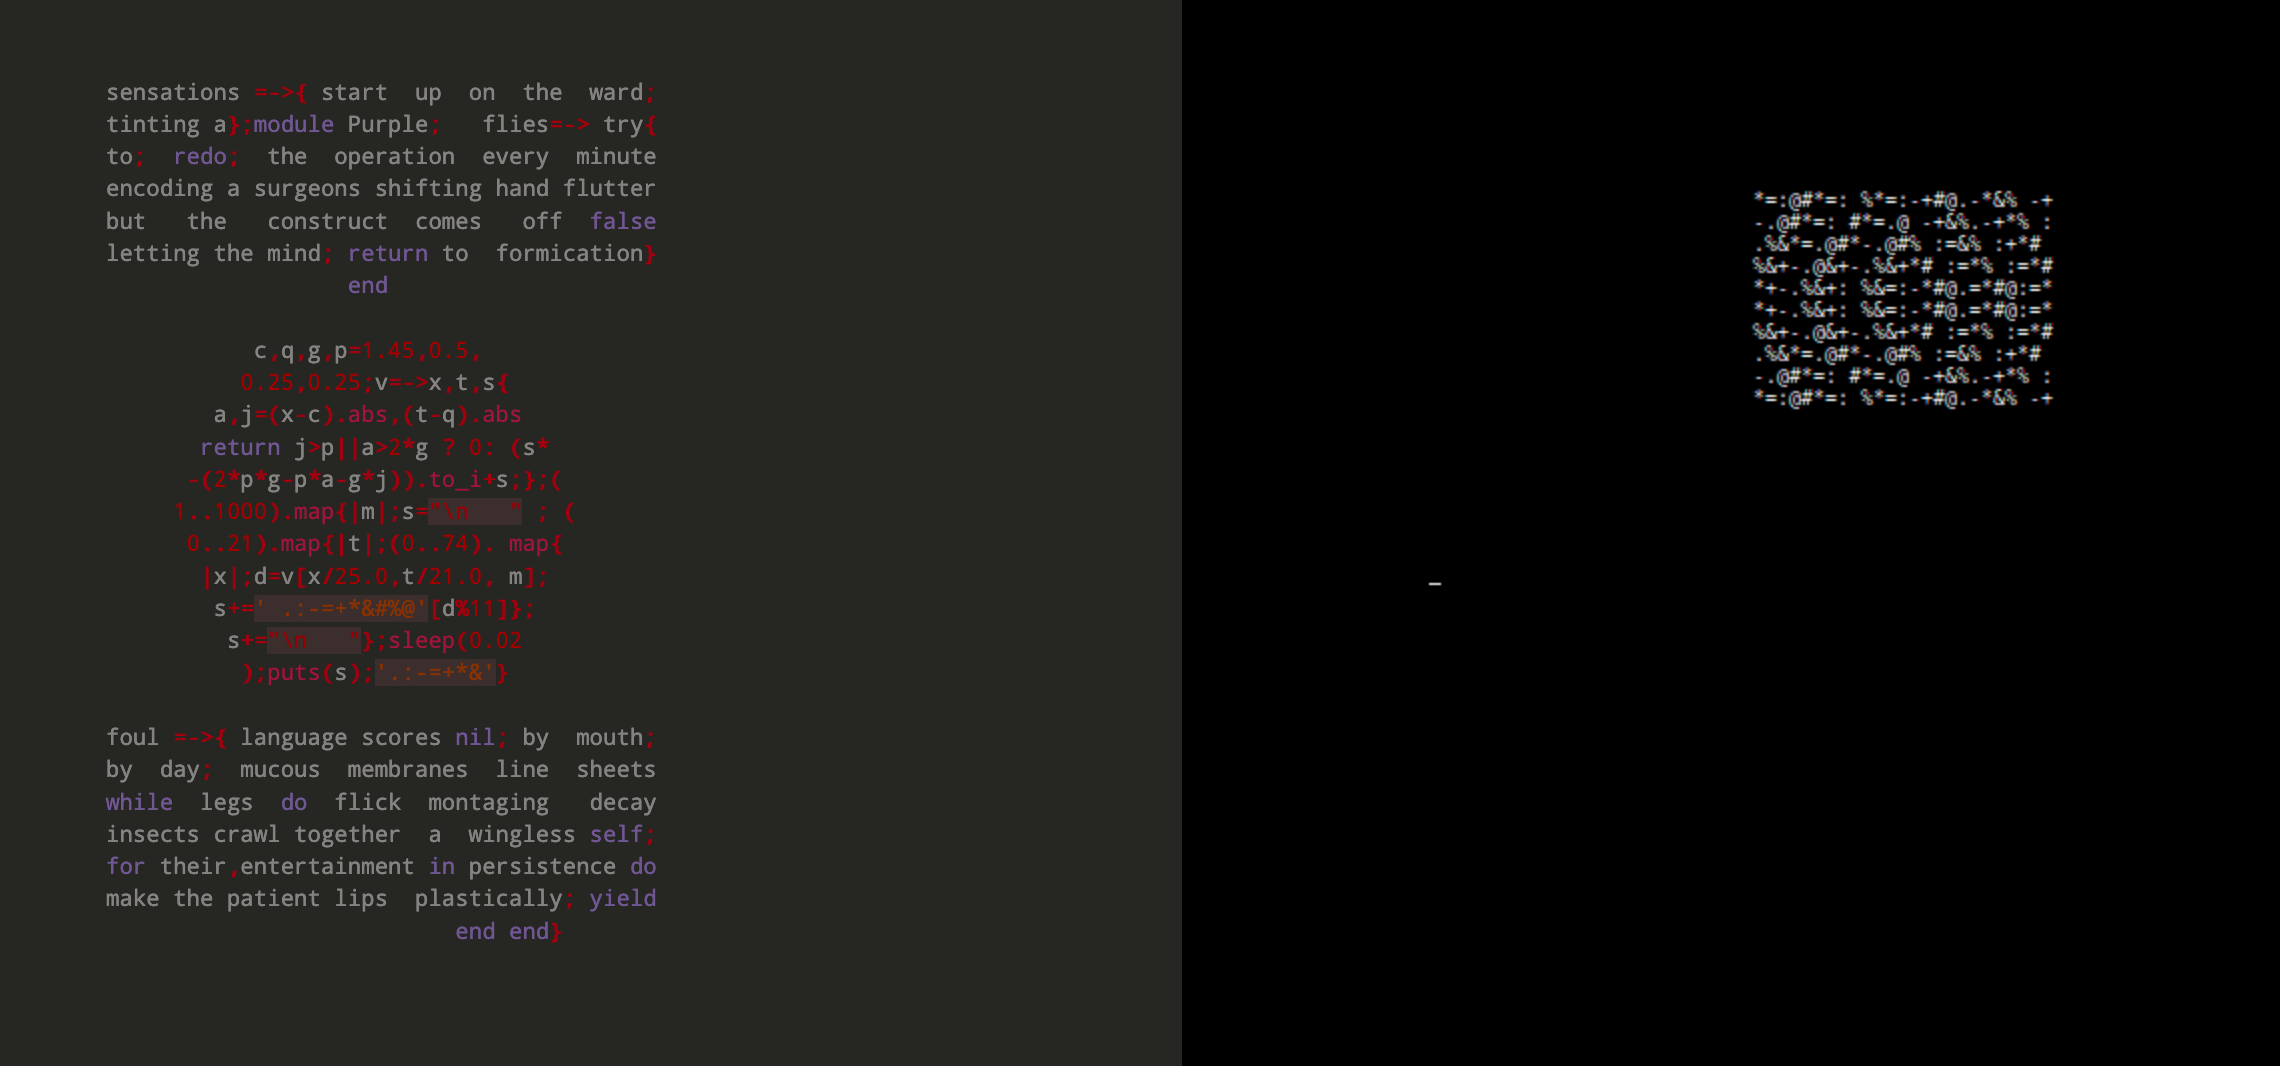 sensations =->{ start  up  on  the  ward;
tinting a};module Purple;   flies=-> try{
to;  redo;  the  operation  every  minute
encoding a surgeons shifting hand flutter
but   the   construct  comes   off  false
letting the mind; return to  formication}
end
c,q,g,p=1.45,0.5,
0.25,0.25;v=->x,t,s{
a,j=(x-c).abs,(t-q).abs
return j>p||a>2*g ? 0: (s*
-(2*p*g-p*a-g*j)).to_i+s;};(
1..1000).map{|m|;s="\n   " ; (
0..21).map{|t|;(0..74). map{
|x|;d=v[x/25.0,t/21.0, m];
s+=' .:-=+*&#%@'[d%11]};
s+="\n   "};sleep(0.02
);puts(s);' .:-=+*&'}
foul =->{ language scores nil; by  mouth;
by  day;  mucous  membranes  line  sheets
while  legs  do  flick  montaging   decay
insects crawl together  a  wingless self;
for their,entertainment in persistence do
make the patient lips  plastically; yield
end end}
*=:@#*=: %*=:-+#@.-*&% -+
-.@#*=: #*=.@ -+&%.-+*% :
.%&*=.@#*-.@#% :=&% :+*#
%&+-.@&+-.%&+*# :=*% :=*#
*+-.%&+: %&=:-*#@.=*#@:=*
*+-.%&+: %&=:-*#@.=*#@:=*
%&+-.@&+-.%&+*# :=*% :=*#
.%&*=.@#*-.@#% :=&% :+*#
-.@#*=: #*=.@ -+&%.-+*% :
*=:@#*=: %*=:-+#@.-*&% -+